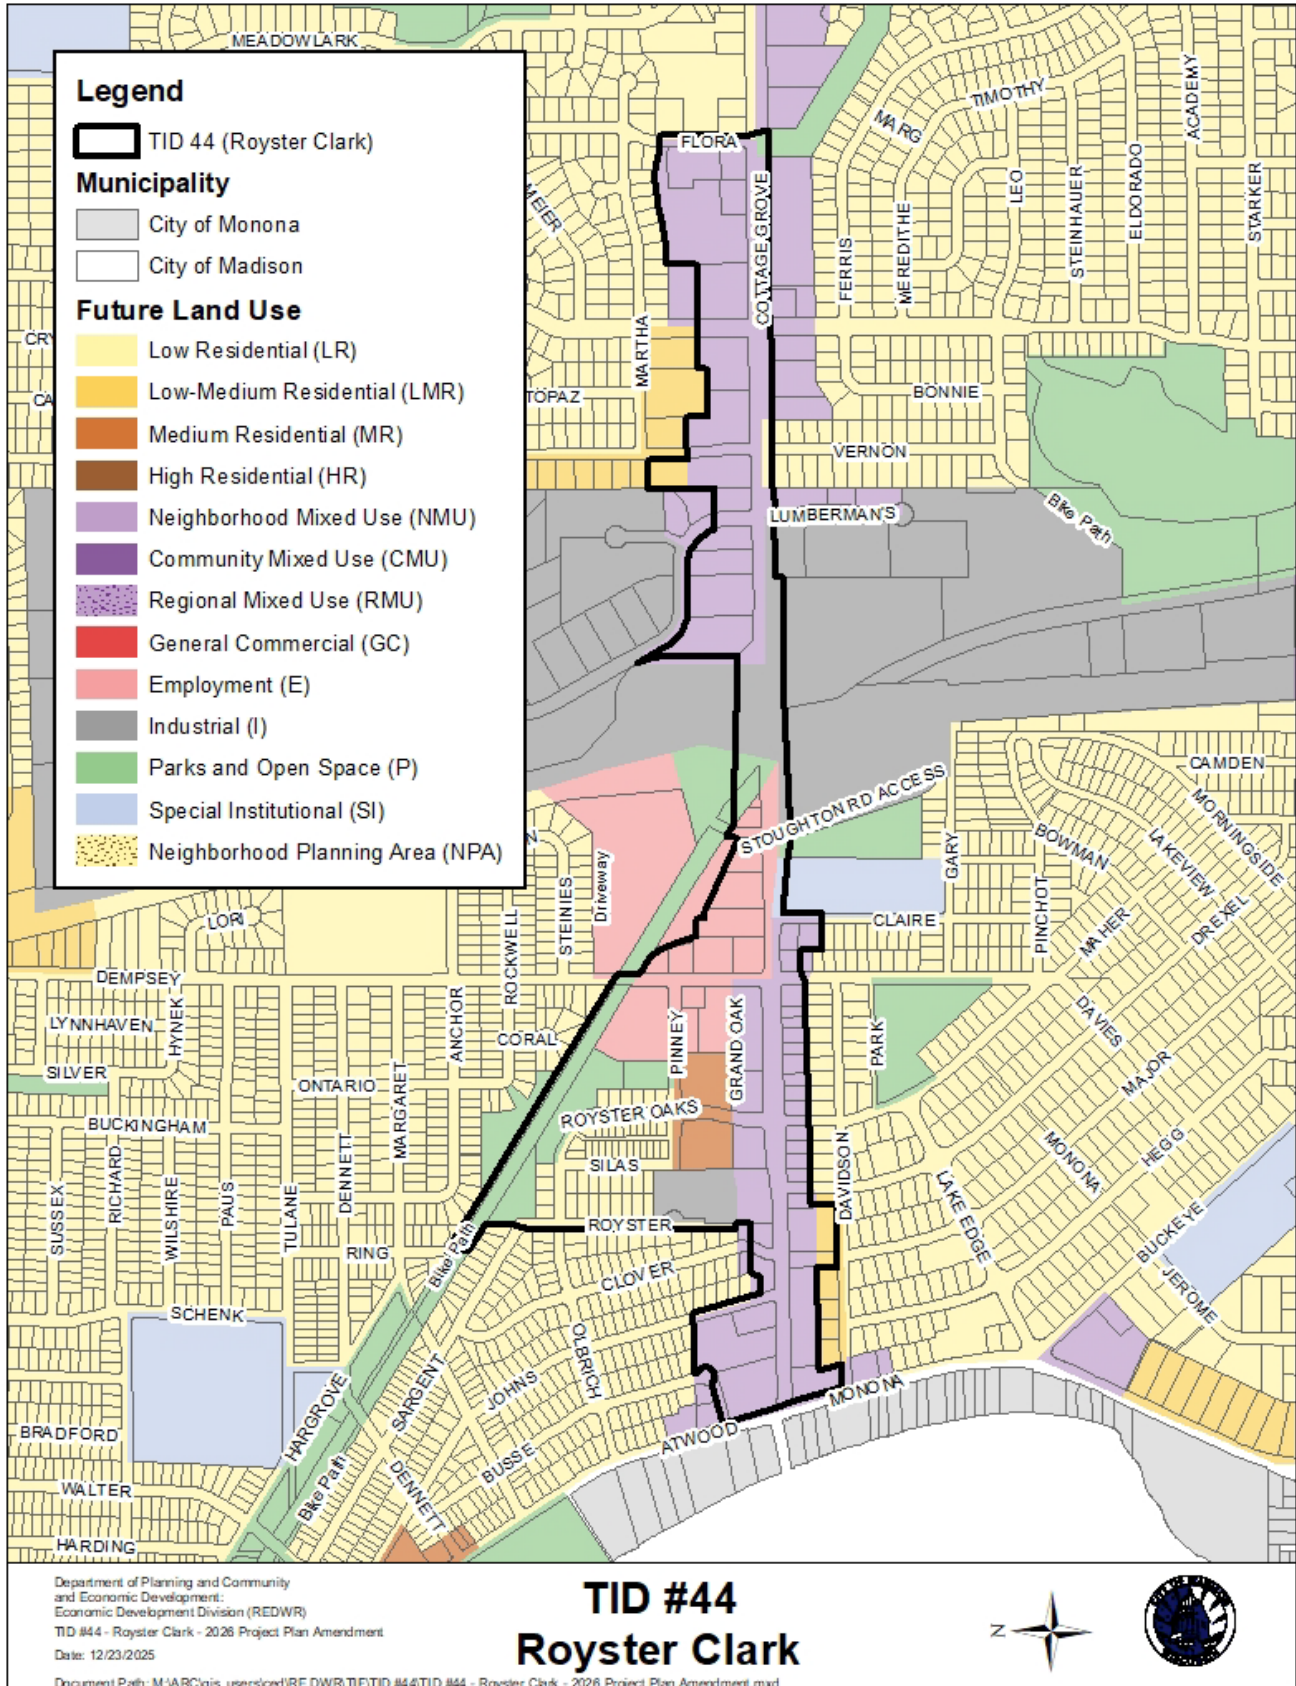 MEADOWLARK
Legend
TID 44 (Royster Clark)
Municipality
City of Monona
City of Madison
Future Land Use
Low Residential (LR)
Low-Medium Residential (LMR)
Medium Residential (MR)
High Residential (HR)
Neighborhood Mixed Use (NMU)
Community Mixed Use (CMU)
Regional Mixed Use (RMU)
General Commercial (GC)
Employment (E)
Industrial (I)
Parks and Open Space (P)
Special Institutional (SI)
Neighborhood Planning Area (NPA)
FLORA
TIMOTHY
MARG
ACADEMY
MEIER
COTTAGE GROVE
FERRIS
MEREDITHE
LEO
STEINHAUER
ELDORADO
STARKER
CRY
CA
MARTHA
TOPAZ
BONNIE
VERNON
LUMBERMAN'S
Bike Path
STOUGHTON RD ACCESS
CAMDEN
MORNINGSIDE
BOWMAN
LAKEVIEW
GARY
PINCHOT
DREXEL
MAHER
CLAIRE
N
Driveway
STEINIES
ROCKWELL
LORI
DEMPSEY
LYNNHAVEN
HYNEK
ANCHOR
CORAL
PINNEY
GRAND OAK
PARK
DAVIES
MAJOR
SILVER
ONTARIO
MARGARET
ROYSTER OAKS
BUCKINGHAM
SILAS
DAVIDSON
MONONA
HEGG
SUSSEX
RICHARD
WILSHIRE
PAUS
TULANE
DENNETT
LAKE EDGE
BUCKEYE
ROYSTER
RING
Bike Path
CLOVER
JEROME
SCHENK
OLBRICH
JOHNS
SARGENT
HARGROVE
MONONA
ATWOOD
BRADFORD
BUSSE
DENNETT
Bike Path
WALTER
HARDING
Department of Planning and Community
and Economic Development:
Economic Development Division (REDWR)
TID #44 - Royster Clark - 2026 Project Plan Amendment
Date: 12/23/2025
TID #44
Royster Clark
N